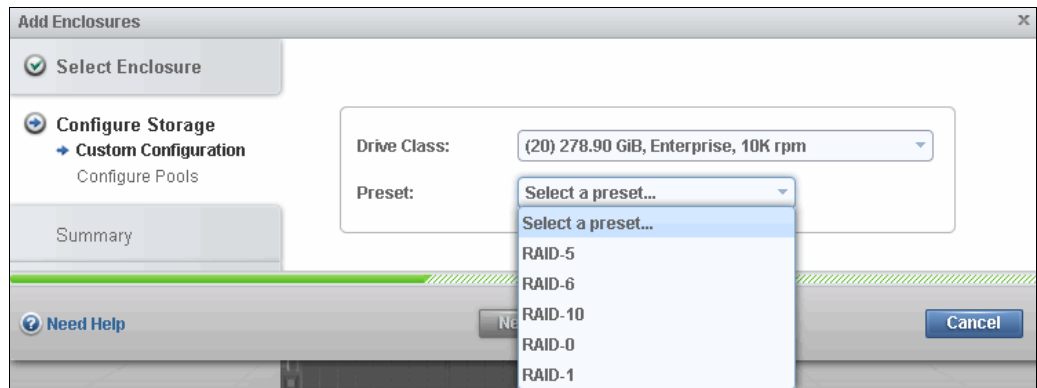 Add Enclosures
x
Select Enclosure
Configure Storage
Custom Configuration
Configure Pools
Summary
Drive Class:
(20) 278.90 GiB, Enterprise, 10K rpm
Preset:
Select a preset...
Select a preset...
RAID-5
RAID-6
RAID-10
RAID-0
RAID-1
Need Help
Cancel